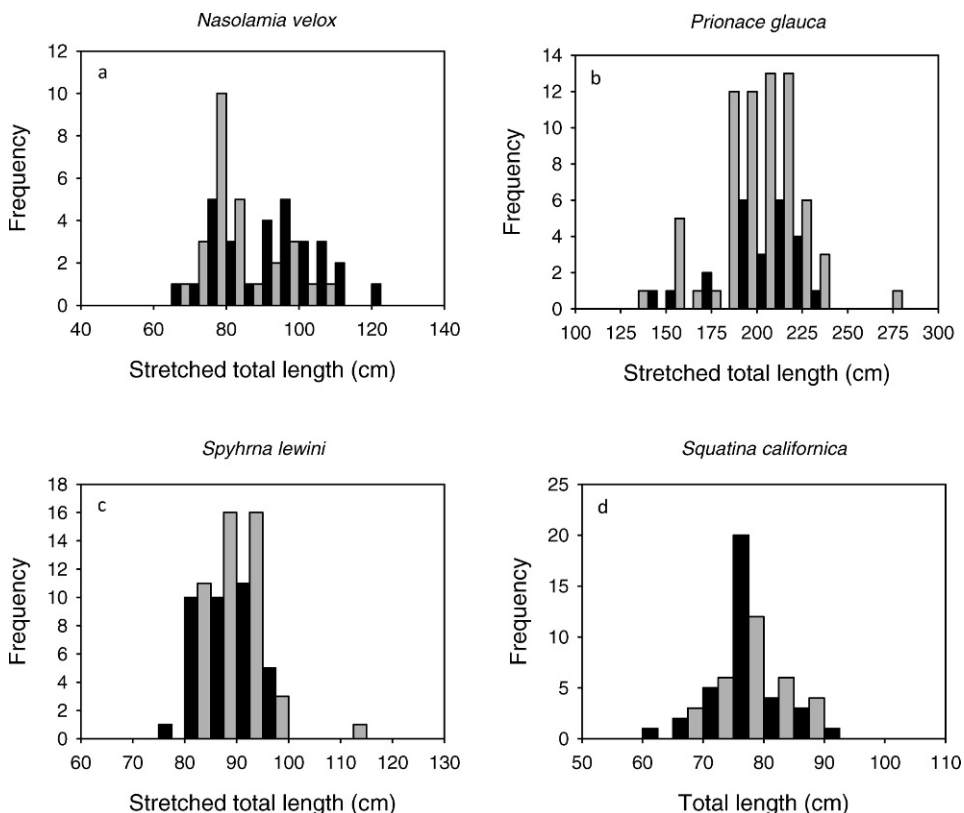 Nasolamia velox
a
12
10
8
6
4
2
0
Frequency
40 60 80 100 120 140
Stretched total length (cm)
Prionace glauca
b
14
12
10
8
6
4
2
0
Frequency
100 125 150 175 200 225 250 275 300
Stretched total length (cm)
Spyhrna lewini
c
18
16
14
12
10
8
6
4
2
0
Frequency
60 70 80 90 100 110 120 130
Stretched total length (cm)
Squatina californica
d
25
20
15
10
5
0
Frequency
50 60 70 80 90 100 110
Total length (cm)